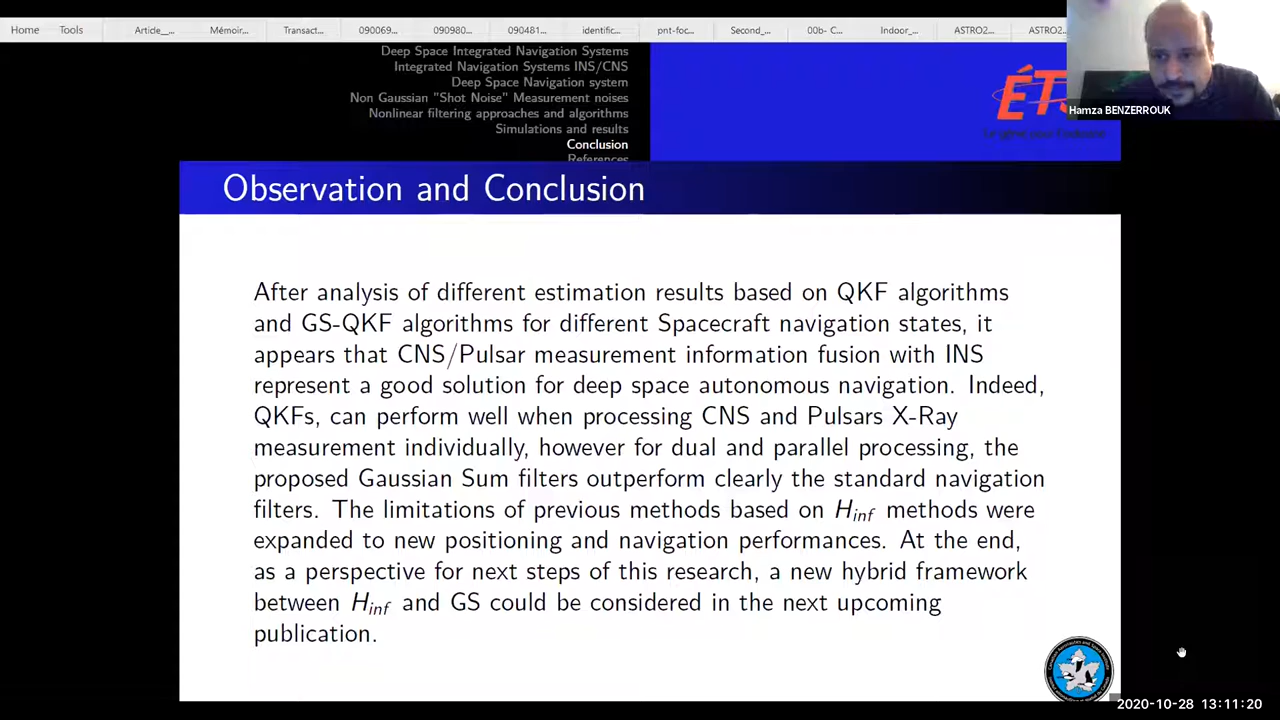 Home Tools Article__... Mémoir... Transact... 090069... 090980... 090481... identific... pnt-foc... Second_... 00b- C... Indoor_... ASTRO2... ASTRO2...
Deep Space Integrated Navigation Systems
Integrated Navigation Systems INS/CNS
Deep Space Navigation system
Non Gaussian "Shot Noise" Measurement noises
Nonlinear filtering approaches and algorithms
Simulations and results
Conclusion
References
Hamza BENZERROUK
Observation and Conclusion
After analysis of different estimation results based on QKF algorithms
and GS-QKF algorithms for different Spacecraft navigation states, it
appears that CNS/Pulsar measurement information fusion with INS
represent a good solution for deep space autonomous navigation. Indeed,
QKFs, can perform well when processing CNS and Pulsars X-Ray
measurement individually, however for dual and parallel processing, the
proposed Gaussian Sum filters outperform clearly the standard navigation
filters. The limitations of previous methods based on H_inf methods were
expanded to new positioning and navigation performances. At the end,
as a perspective for next steps of this research, a new hybrid framework
between H_inf and GS could be considered in the next upcoming
publication.
2020-10-28 13:11:20